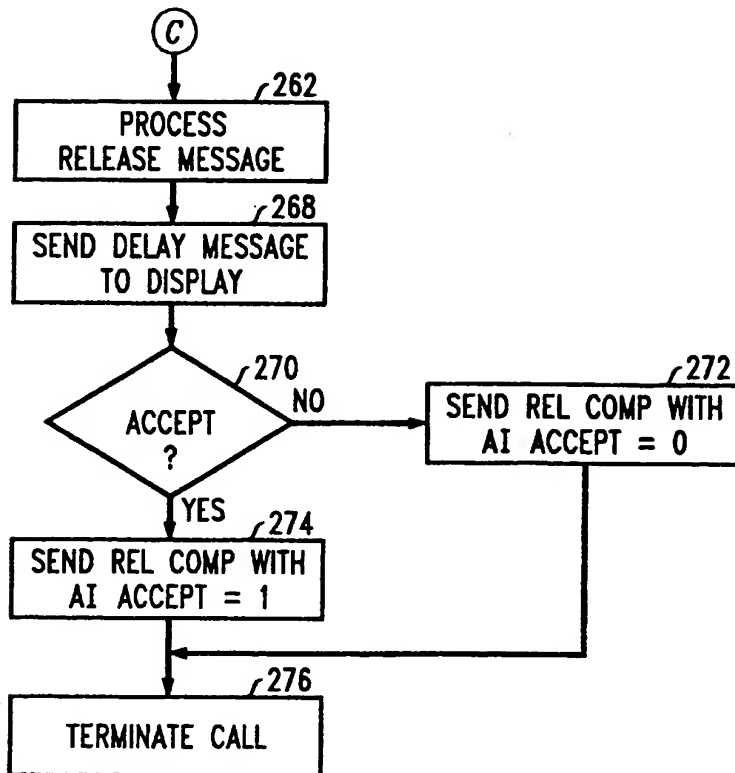 C
262
PROCESS
RELEASE MESSAGE
268
SEND DELAY MESSAGE
TO DISPLAY
270
ACCEPT
?
NO
272
SEND REL COMP WITH
AI ACCEPT = 0
YES
274
SEND REL COMP WITH
AI ACCEPT = 1
276
TERMINATE CALL